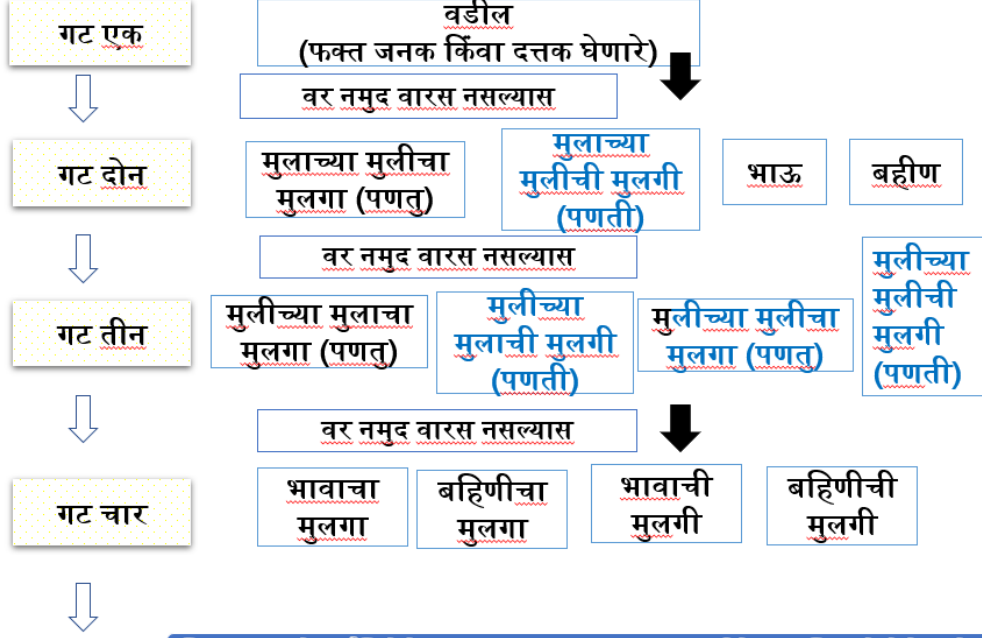 गट एक
वडील
(फक्त जनक किंवा दत्तक घेणारे)
वर नमुद वारस नसल्यास
गट दोन
मुलाच्या मुलीचा
मुलगा (पणतु)
मुलाच्या
मुलीची मुलगी
(पणती)
भाऊ
बहीण
वर नमुद वारस नसल्यास
गट तीन
मुलीच्या मुलाचा
मुलगा (पणतु)
मुलीच्या
मुलाची मुलगी
(पणती)
मुलीच्या मुलीचा
मुलगा (पणतु)
मुलीच्या
मुलीची
मुलगी
(पणती)
वर नमुद वारस नसल्यास
गट चार
भावाचा
मुलगा
बहिणीचा
मुलगा
भावाची
मुलगी
बहिणीची
मुलगी